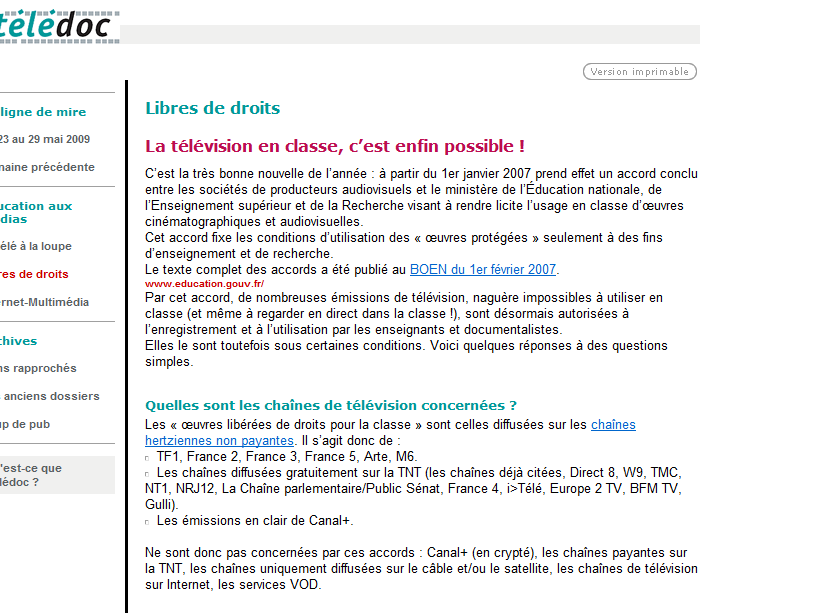 télédoc
Version imprimable
ligne de mire
23 au 29 mai 2009
maine précédente
ucation aux
dias
élé à la loupe
res de droits
ernet-Multimédia
chives
ns rapprochés
anciens dossiers
up de pub
'est-ce que
lédoc ?
Libres de droits
La télévision en classe, c’est enfin possible !
C’est la très bonne nouvelle de l’année : à partir du 1er janvier 2007 prend effet un accord conclu
entre les sociétés de producteurs audiovisuels et le ministère de l’Éducation nationale, de
l’Enseignement supérieur et de la Recherche visant à rendre licite l’usage en classe d’œuvres
cinématographiques et audiovisuelles.
Cet accord fixe les conditions d’utilisation des « œuvres protégées » seulement à des fins
d’enseignement et de recherche.
Le texte complet des accords a été publié au BOEN du 1er février 2007.
www.education.gouv.fr/
Par cet accord, de nombreuses émissions de télévision, naguère impossibles à utiliser en
classe (et même à regarder en direct dans la classe !), sont désormais autorisées à
l’enregistrement et à l’utilisation par les enseignants et documentalistes.
Elles le sont toutefois sous certaines conditions. Voici quelques réponses à des questions
simples.
Quelles sont les chaînes de télévision concernées ?
Les « œuvres libérées de droits pour la classe » sont celles diffusées sur les chaînes
hertziennes non payantes. Il s’agit donc de :
TF1, France 2, France 3, France 5, Arte, M6.
Les chaînes diffusées gratuitement sur la TNT (les chaînes déjà citées, Direct 8, W9, TMC,
NT1, NRJ12, La Chaîne parlementaire/Public Sénat, France 4, i>Télé, Europe 2 TV, BFM TV,
Gulli).
Les émissions en clair de Canal+.
Ne sont donc pas concernées par ces accords : Canal+ (en crypté), les chaînes payantes sur
la TNT, les chaînes uniquement diffusées sur le câble et/ou le satellite, les chaînes de télévision
sur Internet, les services VOD.